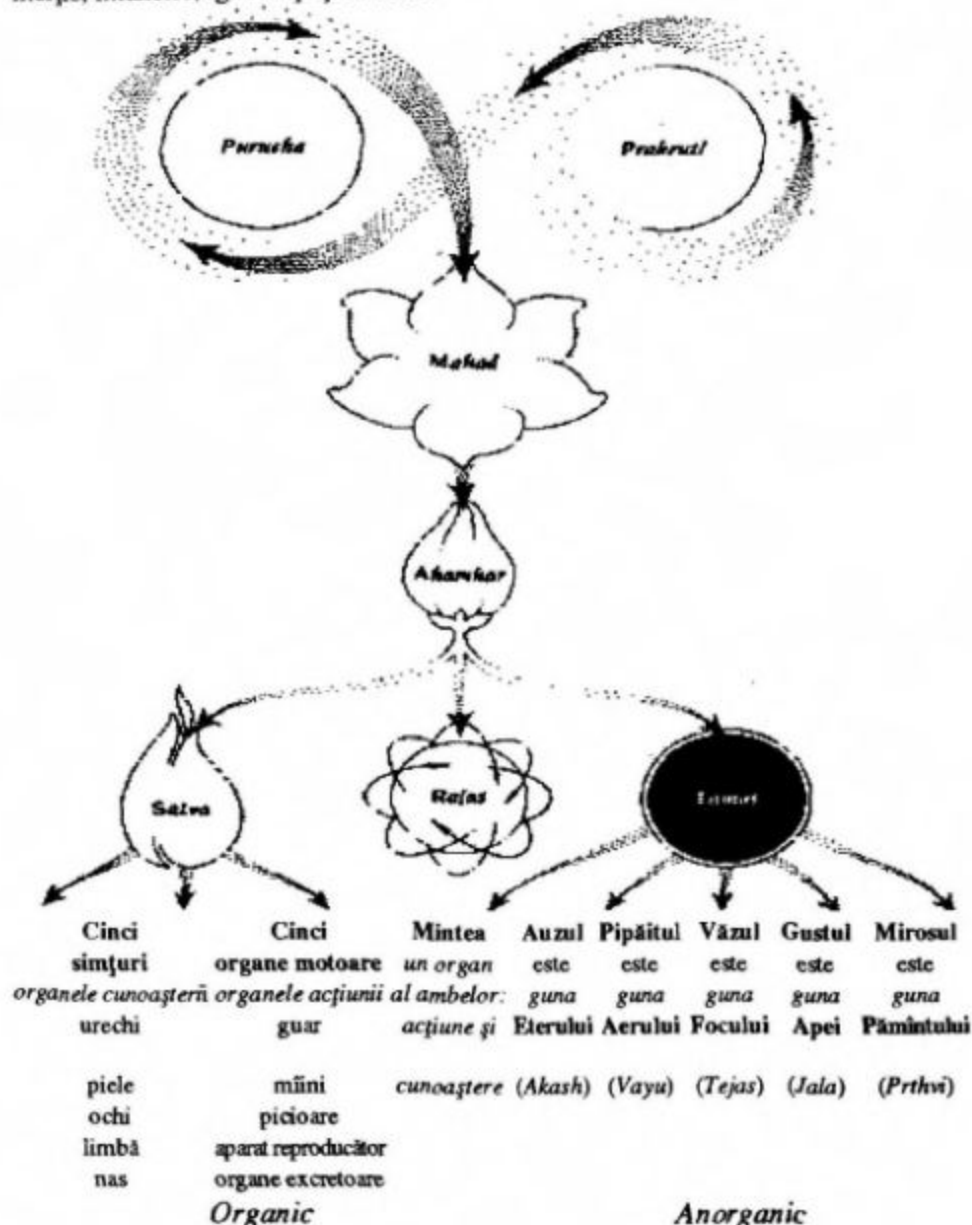 Purusha
Prakruti
Mahad
Ahamkar
Satva
Rajas
Cinci Cinci Mintea Auzul Pipăitul Văzul Gustul Mirosul
simţuri organe motoare un organ este este este este este
organele cunoaşterii organele acţiunii al ambelor: guna guna guna guna guna
urechi guar acţiune şi Eterului Aerului Focului Apei Pămîntului
piele mîini cunoaştere (Akash) (Vayu) (Tejas) (Jala) (Prthvi)
ochi picioare
limbă aparat reproducător
nas organe excretoare
Organic Anorganic